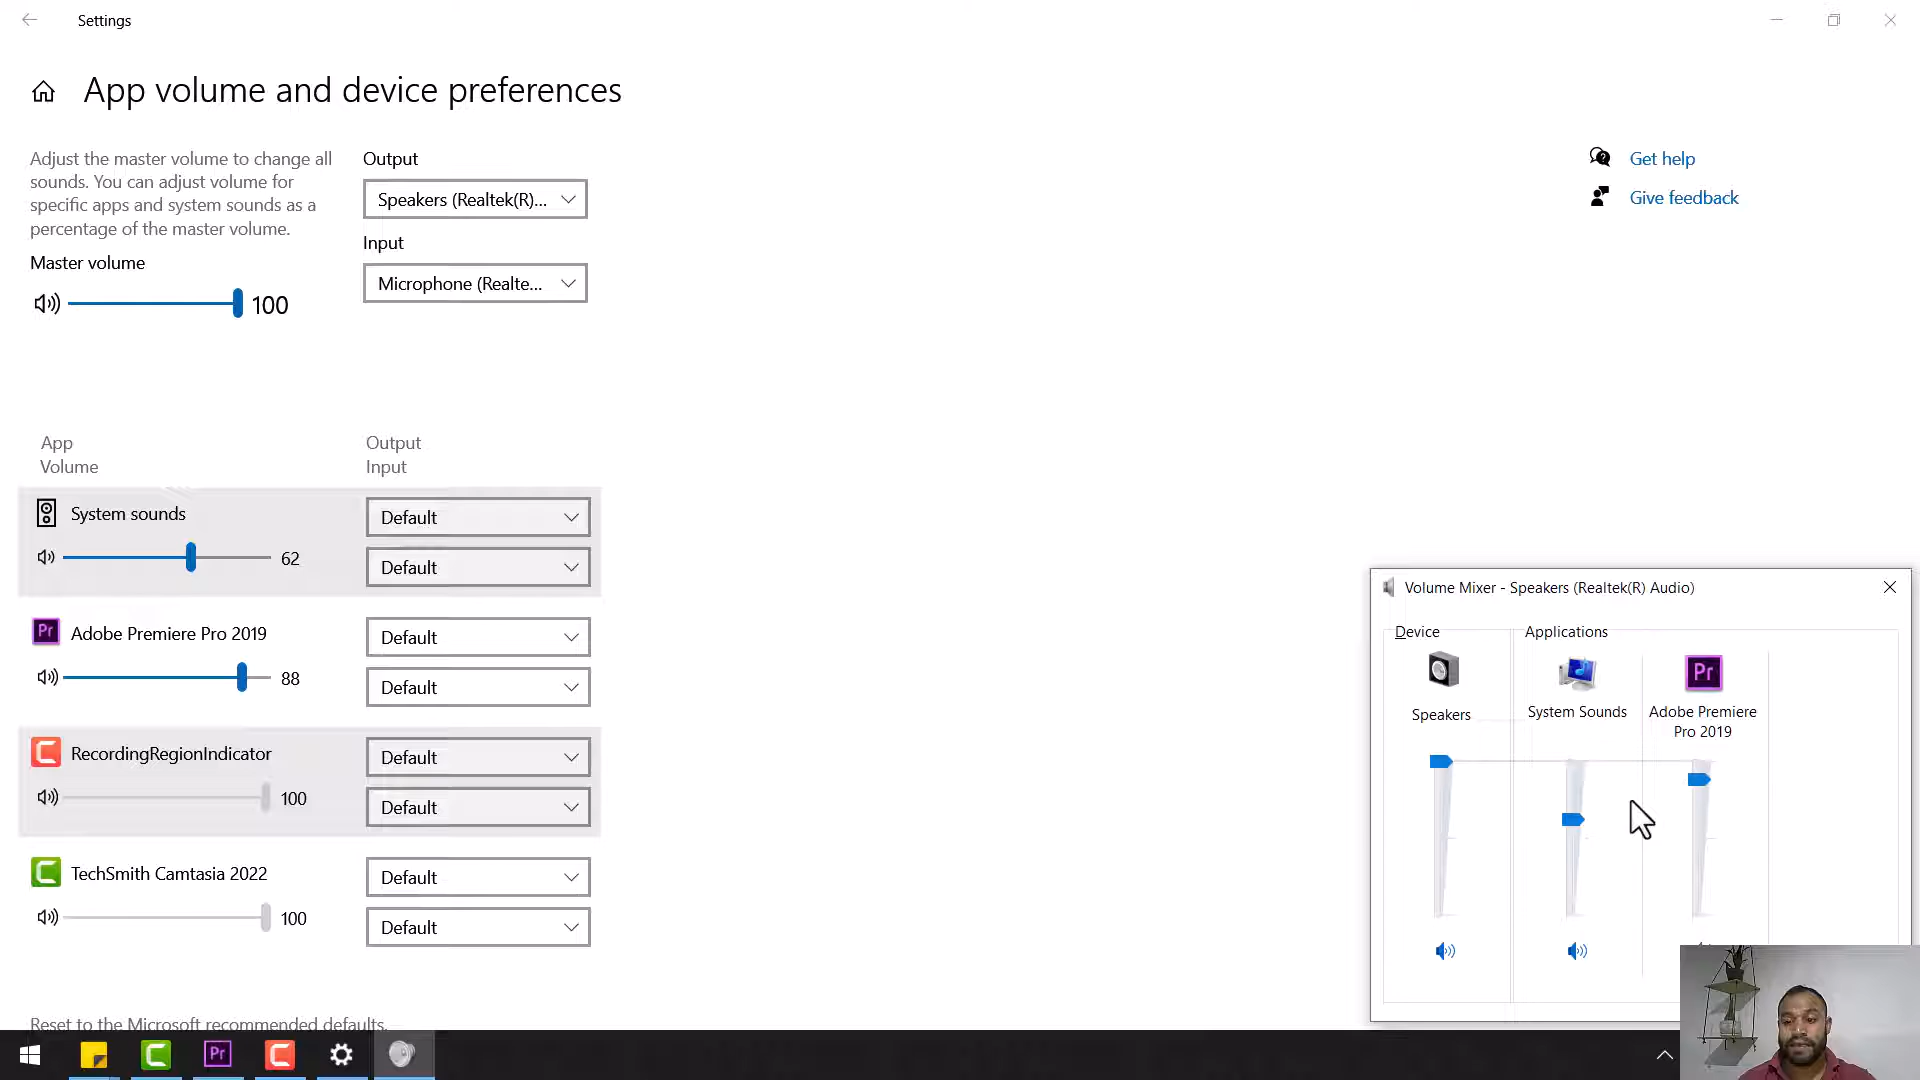 Settings
App volume and device preferences
Adjust the master volume to change all
sounds. You can adjust volume for
specific apps and system sounds as a
percentage of the master volume.
Master volume
100
Output
Speakers (Realtek(R)...
Input
Microphone (Realte...
Get help
Give feedback
App
Volume
Output
Input
System sounds
62
Default
Default
Pr
Adobe Premiere Pro 2019
88
Default
Default
RecordingRegionIndicator
100
Default
Default
TechSmith Camtasia 2022
100
Default
Default
Reset to the Microsoft recommended defaults.
Volume Mixer - Speakers (Realtek(R) Audio)
Device
Applications
Pr
Speakers
System Sounds
Adobe Premiere
Pro 2019
Pr